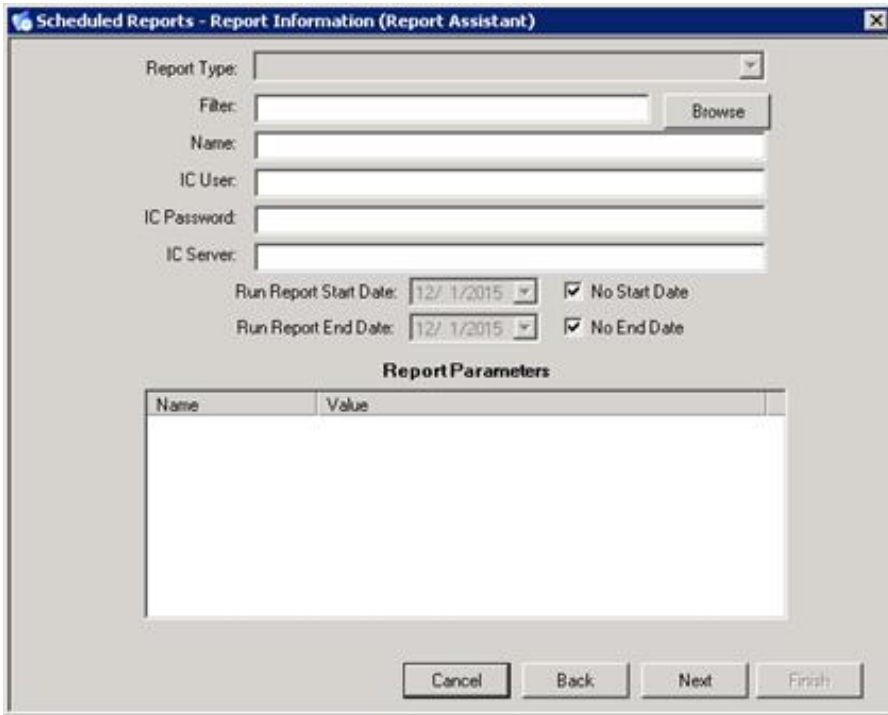 Scheduled Reports - Report Information (Report Assistant)
Report Type:
Filter:
Browse
Name:
IC User:
IC Password:
IC Server:
Run Report Start Date: 12/ 1/2015 No Start Date
Run Report End Date: 12/ 1/2015 No End Date
Report Parameters
Name Value
Cancel Back Next Finish